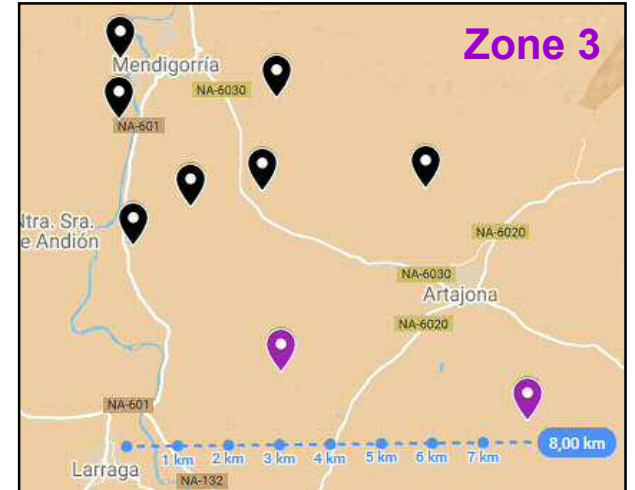 Zone 3
Mendigorría
NA-6030
NA-601
Ntra. Sra.
e Andión
NA-6020
NA-6030
Artajona
NA-6020
NA-601
8,00 km
1 km 2 km 3 km 4 km 5 km 6 km 7 km
Larraga
NA-132